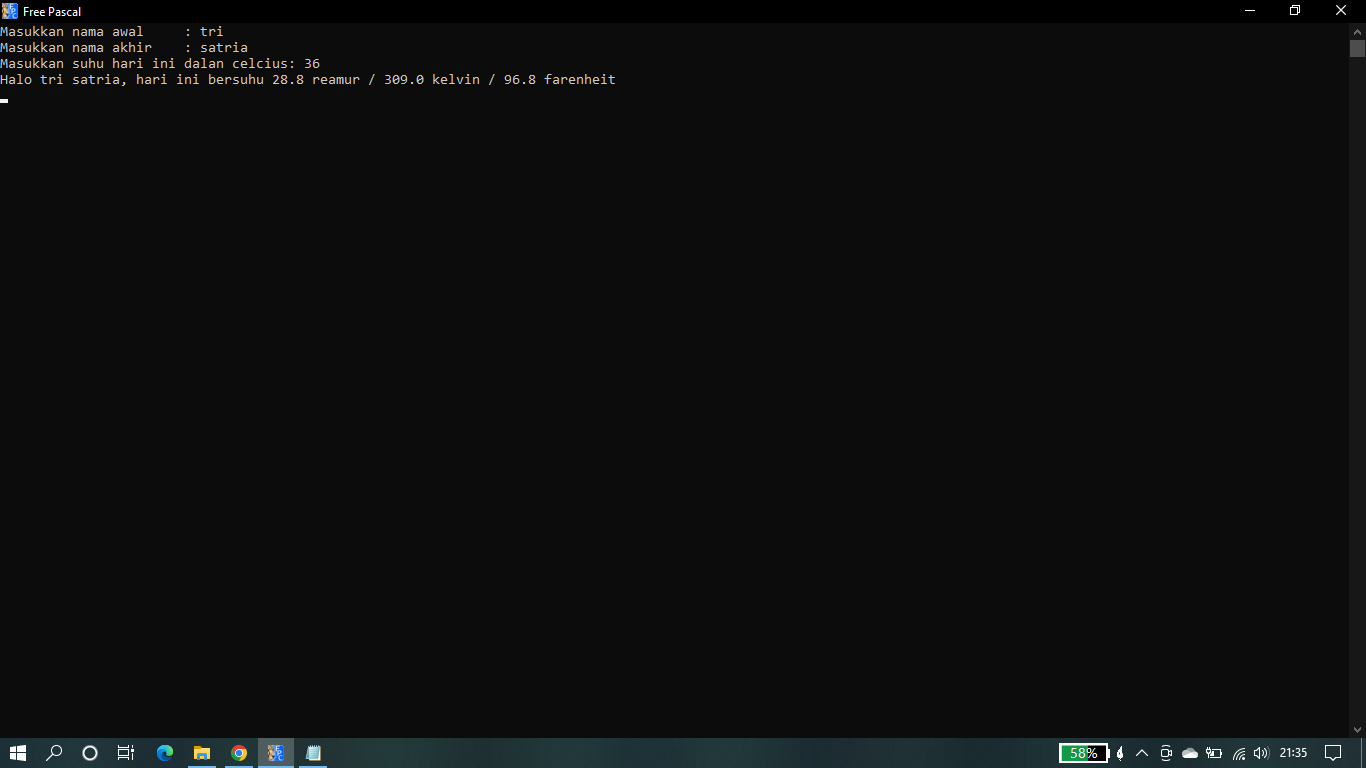 Free Pascal
Masukkan nama awal     : tri
Masukkan nama akhir    : satria
Masukkan suhu hari ini dalan celcius: 36
Halo tri satria, hari ini bersuhu 28.8 reamur / 309.0 kelvin / 96.8 farenheit
58%
21:35